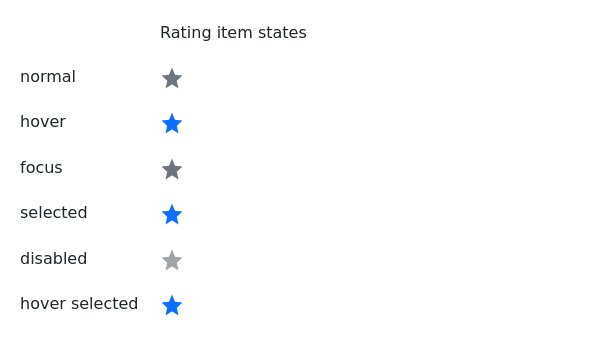 Rating item states
normal
hover
focus
selected
disabled
hover selected